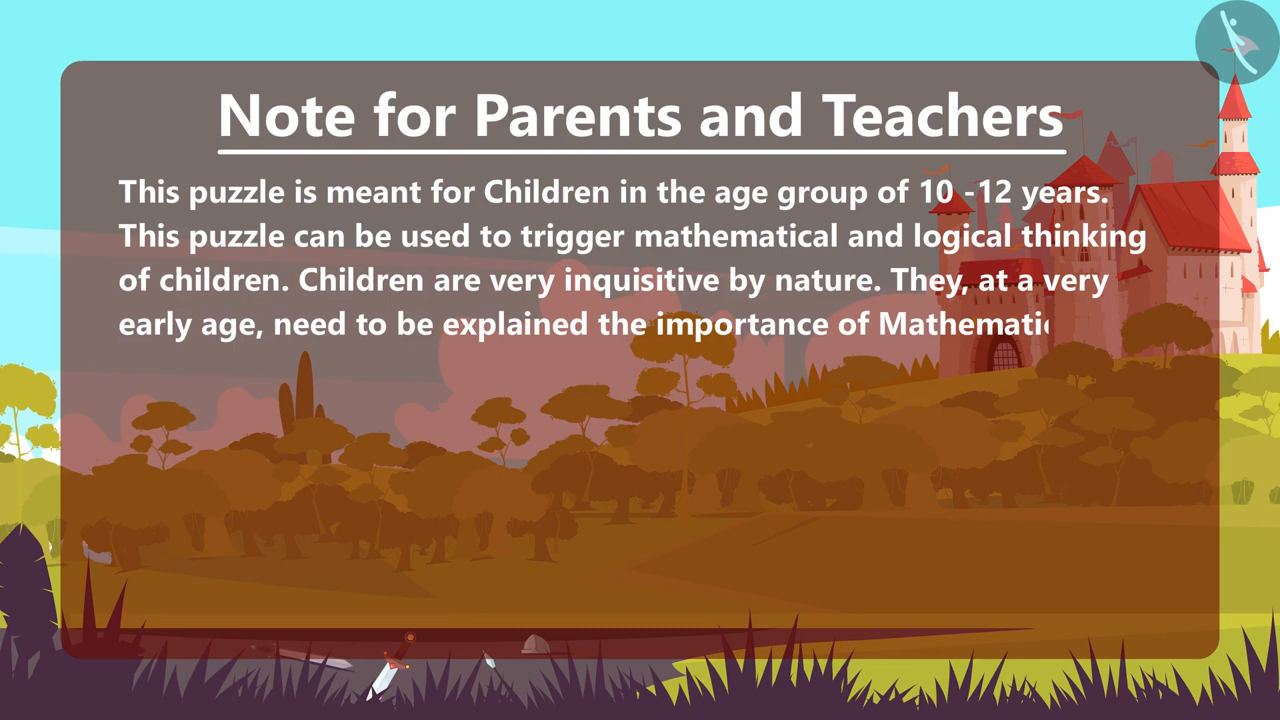 Note for Parents and Teachers
This puzzle is meant for Children in the age group of 10 -12 years.
This puzzle can be used to trigger mathematical and logical thinking
of children. Children are very inquisitive by nature. They, at a very
early age, need to be explained the importance of Mathemati